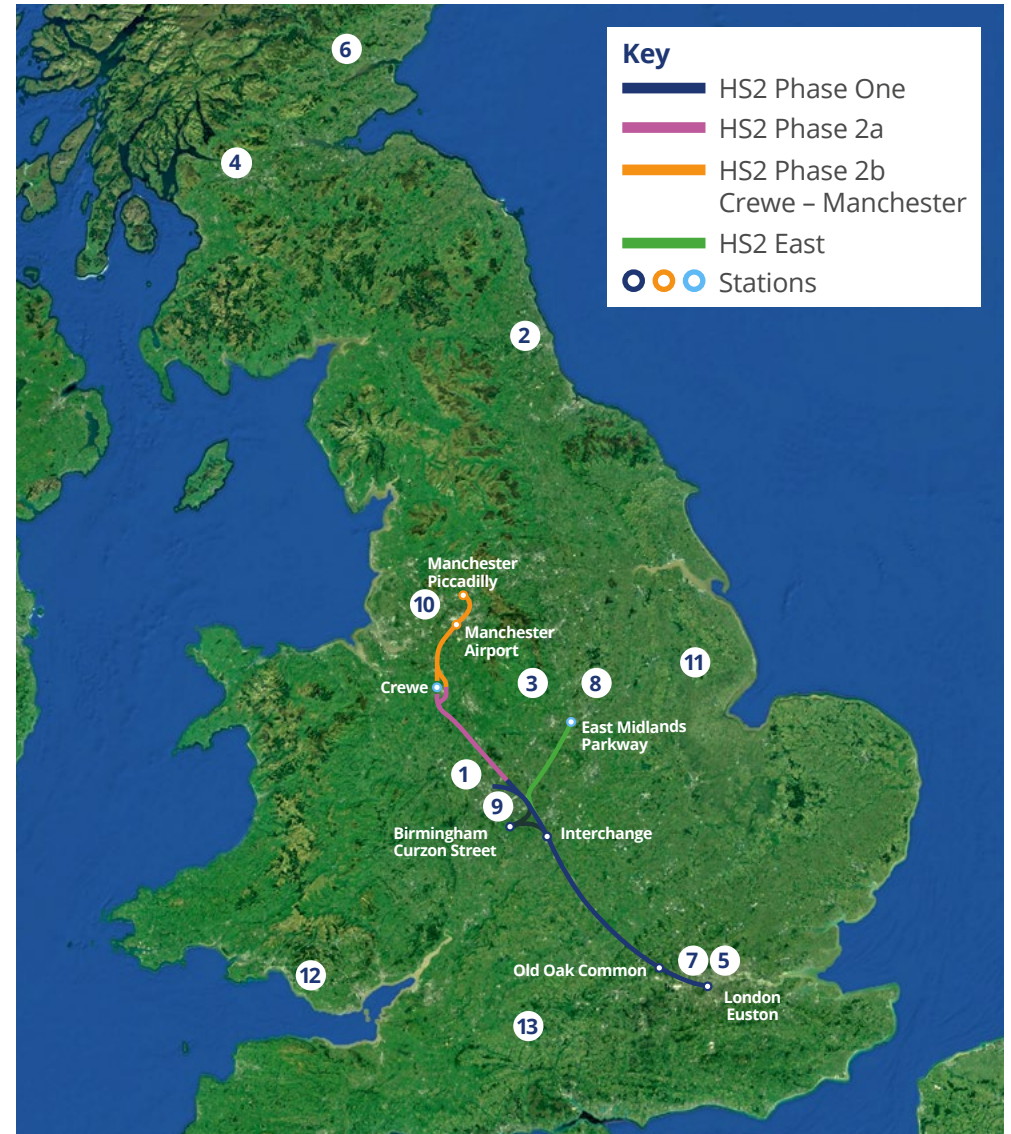 6
Key
HS2 Phase One
HS2 Phase 2a
HS2 Phase 2b
Crewe – Manchester
HS2 East
Stations
4
2
Manchester
Piccadilly
10
Manchester
Airport
Crewe
3
8
11
East Midlands
Parkway
1
9
Birmingham
Curzon Street
Interchange
Old Oak Common
7
5
London
Euston
12
13